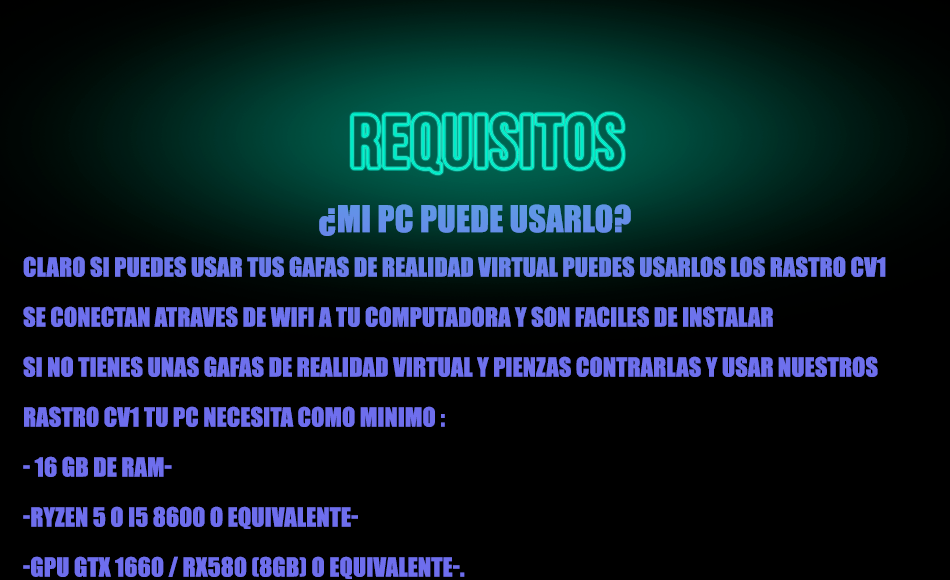 REQUISITOS
¿MI PC PUEDE USARLO?
CLARO SI PUEDES USAR TUS GAFAS DE REALIDAD VIRTUAL PUEDES USARLOS LOS RASTRO CV1
SE CONECTAN ATRAVES DE WIFI A TU COMPUTADORA Y SON FACILES DE INSTALAR
SI NO TIENES UNAS GAFAS DE REALIDAD VIRTUAL Y PIENZAS CONTRARLAS Y USAR NUESTROS
RASTRO CV1 TU PC NECESITA COMO MINIMO :
- 16 GB DE RAM-
-RYZEN 5 O I5 8600 O EQUIVALENTE-
-GPU GTX 1660 / RX580 (8GB) O EQUIVALENTE-.